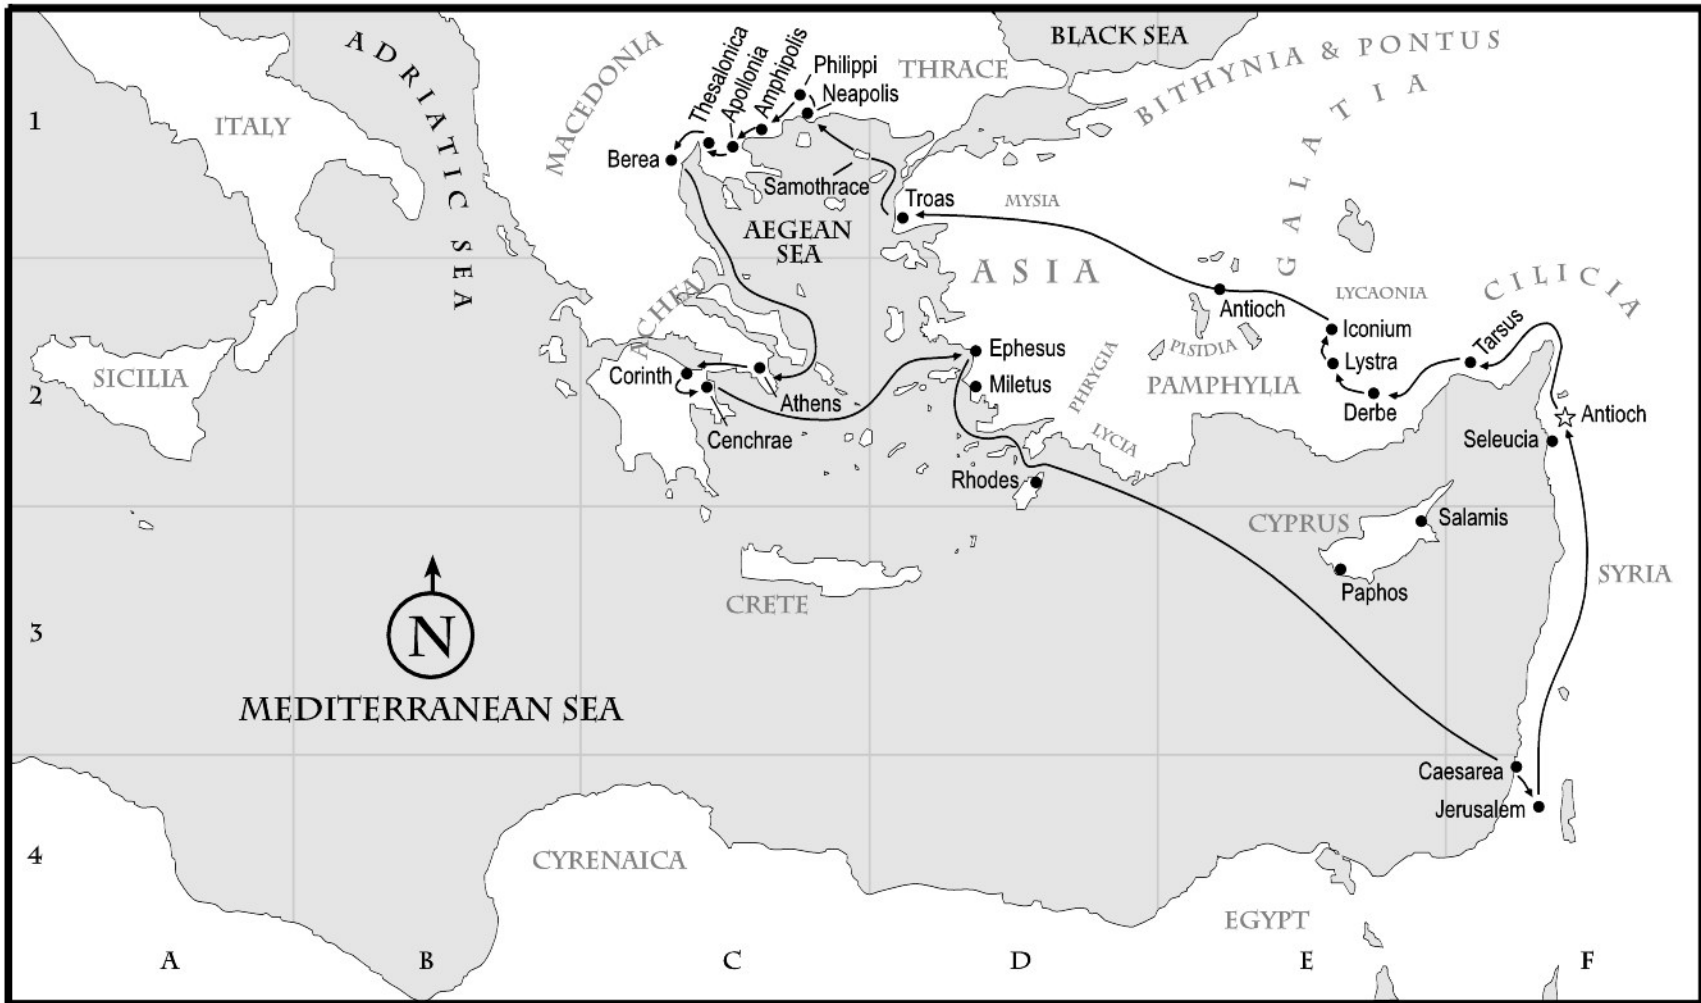 ADRIATIC SEA
BLACK SEA
BITHYNIA & PONTUS
MACEDONIA
Thesalonica
Apollonia
Amphipolis
Philippi
THRACE
Neapolis
GALATIA
1
ITALY
Berea
Samothrace
Troas
MYSIA
AEGEAN
SEA
ASIA
CILICIA
LYCAONIA
Antioch
ACHEA
Iconium
Tarsus
Ephesus
PISIDIA
Lystra
SICILIA
2
Corinth
Miletus
PHRYGIA
PAMPHYLIA
Athens
Derbe
Antioch
Cenchrae
LYCIA
Seleucia
Rhodes
CYPRUS
Salamis
SYRIA
Paphos
CRETE
3
N
MEDITERRANEAN SEA
Caesarea
Jerusalem
4
CYRENAICA
EGYPT
A
B
C
D
E
F